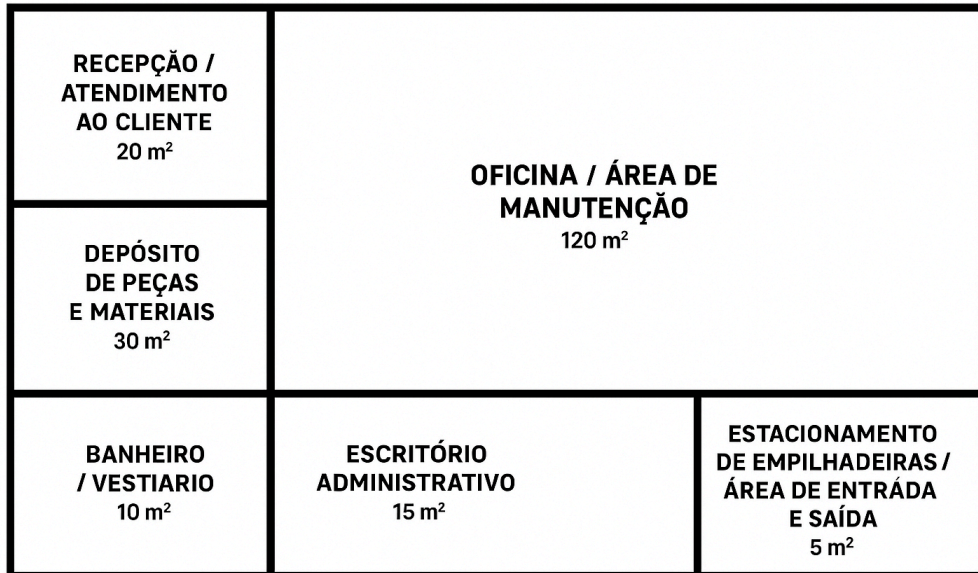 RECEPÇÃO /
ATENDIMENTO
AO CLIENTE
20 m²
OFICINA / ÁREA DE
MANUTENÇÃO
120 m²
DEPÓSITO
DE PEÇAS
E MATERIAIS
30 m²
BANHEIRO
/ VESTIARIO
10 m²
ESCRITÓRIO
ADMINISTRATIVO
15 m²
ESTACIONAMENTO
DE EMPILHADEIRAS /
ÁREA DE ENTRÁDA
E SAÍDA
5 m²